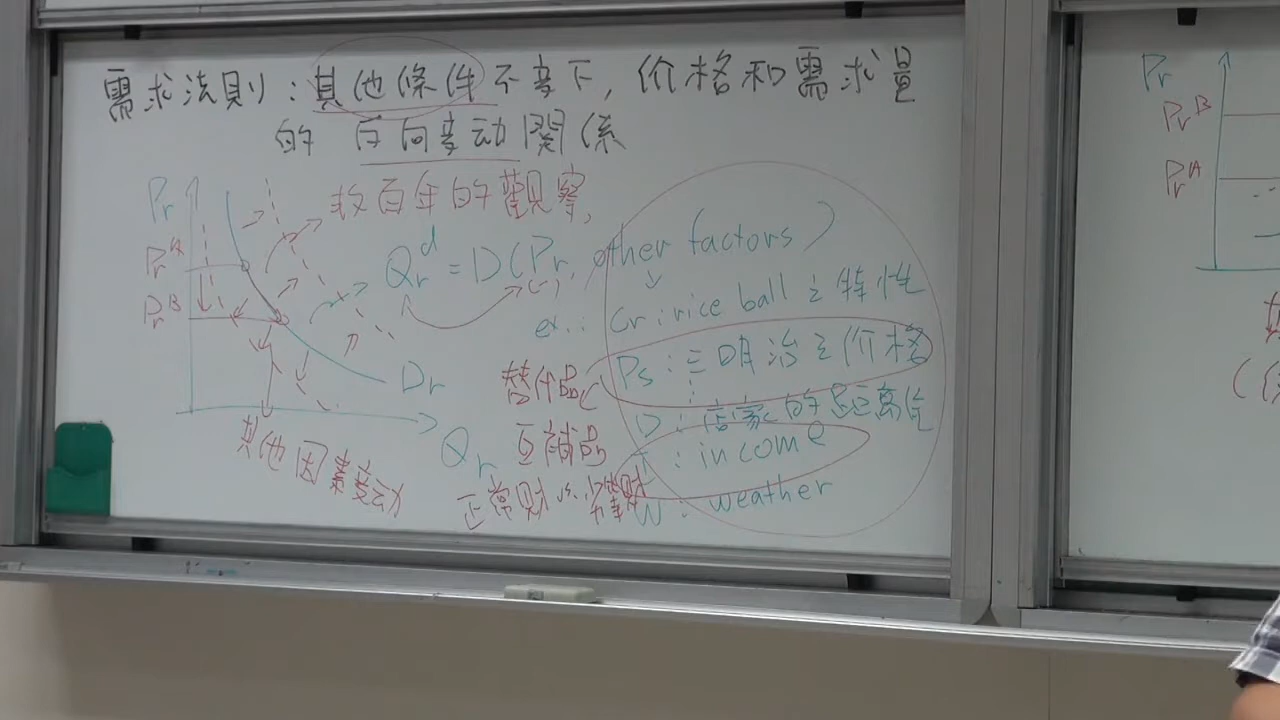 需求法則:其他條件不变下,价格和需求量
的 反向变动關係
数百年的觀察,
Pr
Pr^A
Pr^B
Dr
Qr
Qr^d = D(Pr, other factors)
(-)
ex.: Cr: rice ball 之特性
Ps: 三明治之价格
D: 店家的距離
I: income
W: weather
替代品
互補品
正常財 vs. 劣等財
其他因素变动
Pr
Pr^B
Pr^A